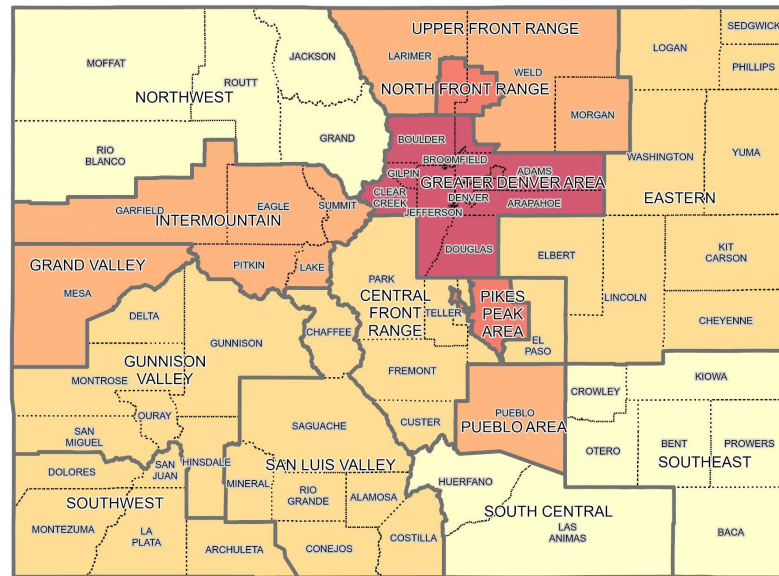 UPPER FRONT RANGE
SEDGWICK
LOGAN
JACKSON
LARIMER
MOFFAT
PHILLIPS
WELD
ROUTT
NORTH FRONT RANGE
NORTHWEST
MORGAN
GRAND
BOULDER
RIO
BLANCO
BROOMFIELD
WASHINGTON
YUMA
GILPIN
ADAMS
GREATER DENVER AREA
CLEAR
CREEK
DENVER
EASTERN
SUMMIT
EAGLE
ARAPAHOE
GARFIELD
JEFFERSON
INTERMOUNTAIN
DOUGLAS
ELBERT
KIT
CARSON
GRAND VALLEY
PITKIN
LAKE
PARK
MESA
CENTRAL
FRONT
RANGE
PIKES
PEAK
AREA
LINCOLN
DELTA
TELLER
CHEYENNE
CHAFFEE
GUNNISON
EL
PASO
GUNNISON
VALLEY
FREMONT
MONTROSE
KIOWA
CROWLEY
OURAY
PUEBLO
CUSTER
PUEBLO AREA
SAN
MIGUEL
SAGUACHE
OTERO
BENT
PROWERS
SOUTHEAST
HINSDALE
SAN
JUAN
DOLORES
SAN LUIS VALLEY
MINERAL
HUERFANO
RIO
GRANDE
ALAMOSA
SOUTHWEST
SOUTH CENTRAL
MONTEZUMA
LA
PLATA
LAS
ANIMAS
BACA
COSTILLA
ARCHULETA
CONEJOS